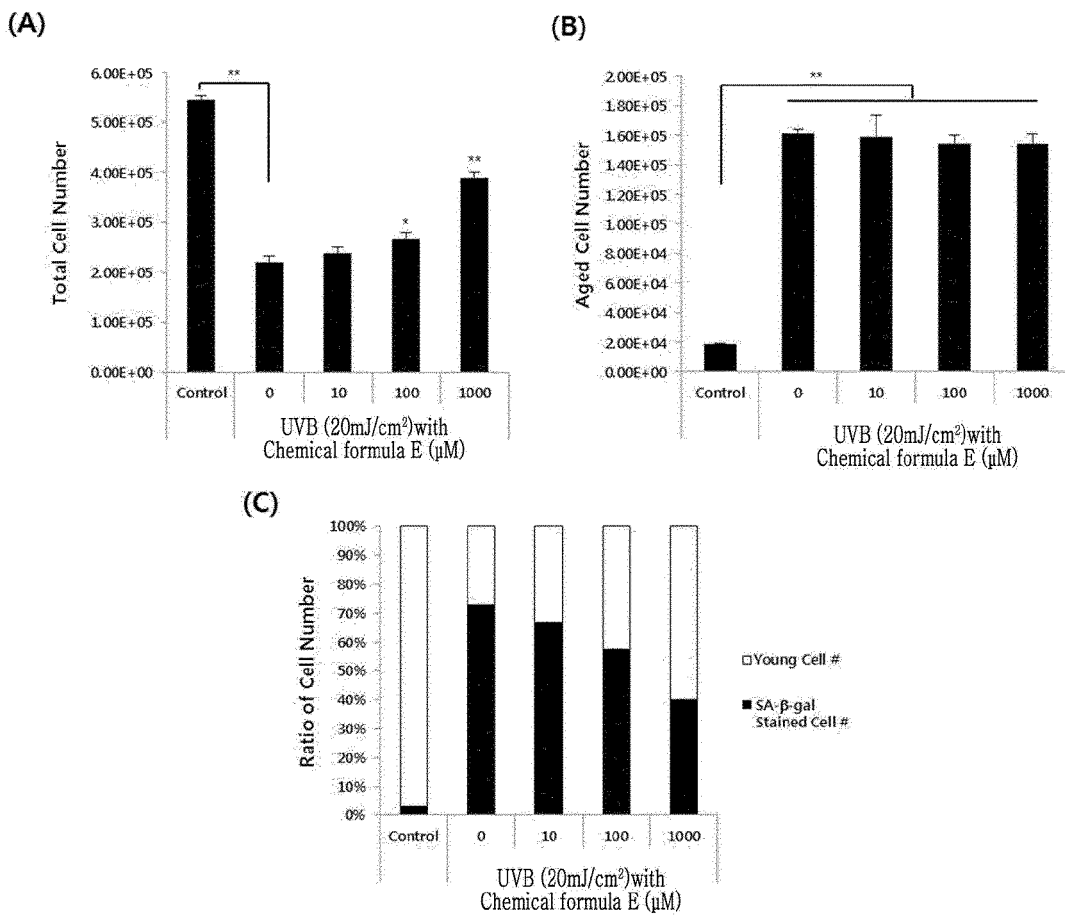 (A)
**
*
**
6.00E+05
5.00E+05
4.00E+05
3.00E+05
2.00E+05
1.00E+05
0.00E+00
Total Cell Number
Control 0 10 100 1000
UVB (20mJ/cm²)with
Chemical formula E (µM)
(B)
**
2.00E+05
1.80E+05
1.60E+05
1.40E+05
1.20E+05
1.00E+05
8.00E+04
6.00E+04
4.00E+04
2.00E+04
0.00E+00
Aged Cell Number
Control 0 10 100 1000
UVB (20mJ/cm²)with
Chemical formula E (µM)
(C)
100%
90%
80%
70%
60%
50%
40%
30%
20%
10%
0%
Ratio of Cell Number
Control 0 10 100 1000
UVB (20mJ/cm²)with
Chemical formula E (µM)
Young Cell #
SA-β-gal
Stained Cell #